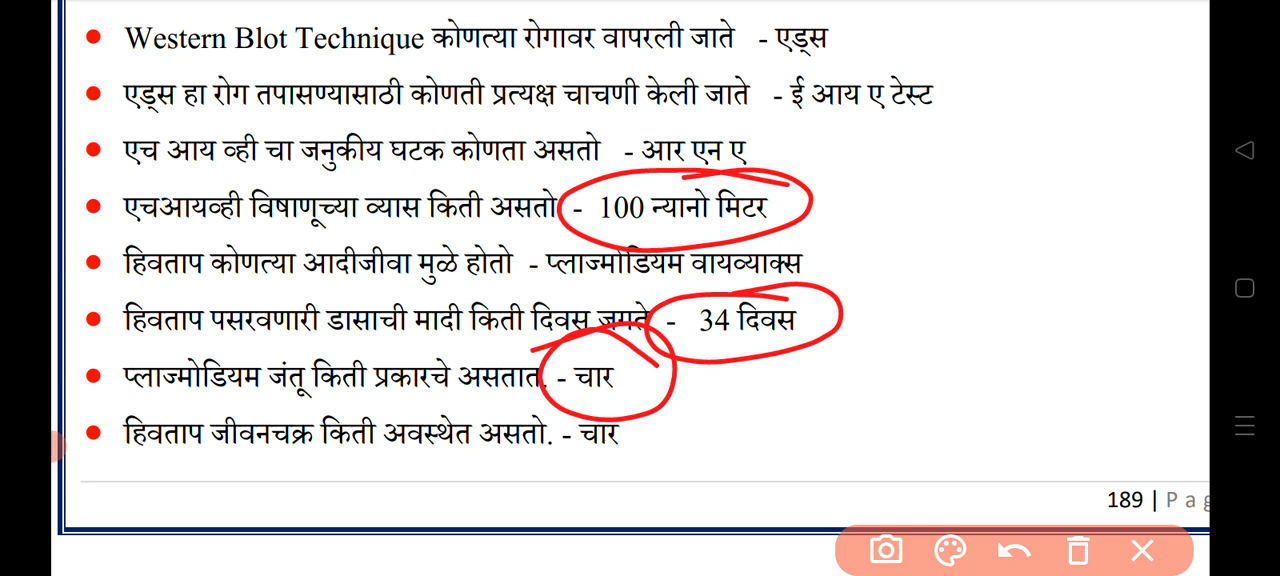 Western Blot Technique कोणत्या रोगावर वापरली जाते - एड्स
एड्स हा रोग तपासण्यासाठी कोणती प्रत्यक्ष चाचणी केली जाते - ई आय ए टेस्ट
एच आय व्ही चा जनुकीय घटक कोणता असतो - आर एन ए
एचआयव्ही विषाणूच्या व्यास किती असतो - 100 न्यानो मिटर
हिवताप कोणत्या आदीजीवा मुळे होतो - प्लाज्मोडियम वायव्याक्स
हिवताप पसरवणारी डासाची मादी किती दिवस जगते - 34 दिवस
प्लाज्मोडियम जंतू किती प्रकारचे असतात. - चार
हिवताप जीवनचक्र किती अवस्थेत असतो. - चार
189 | Pag